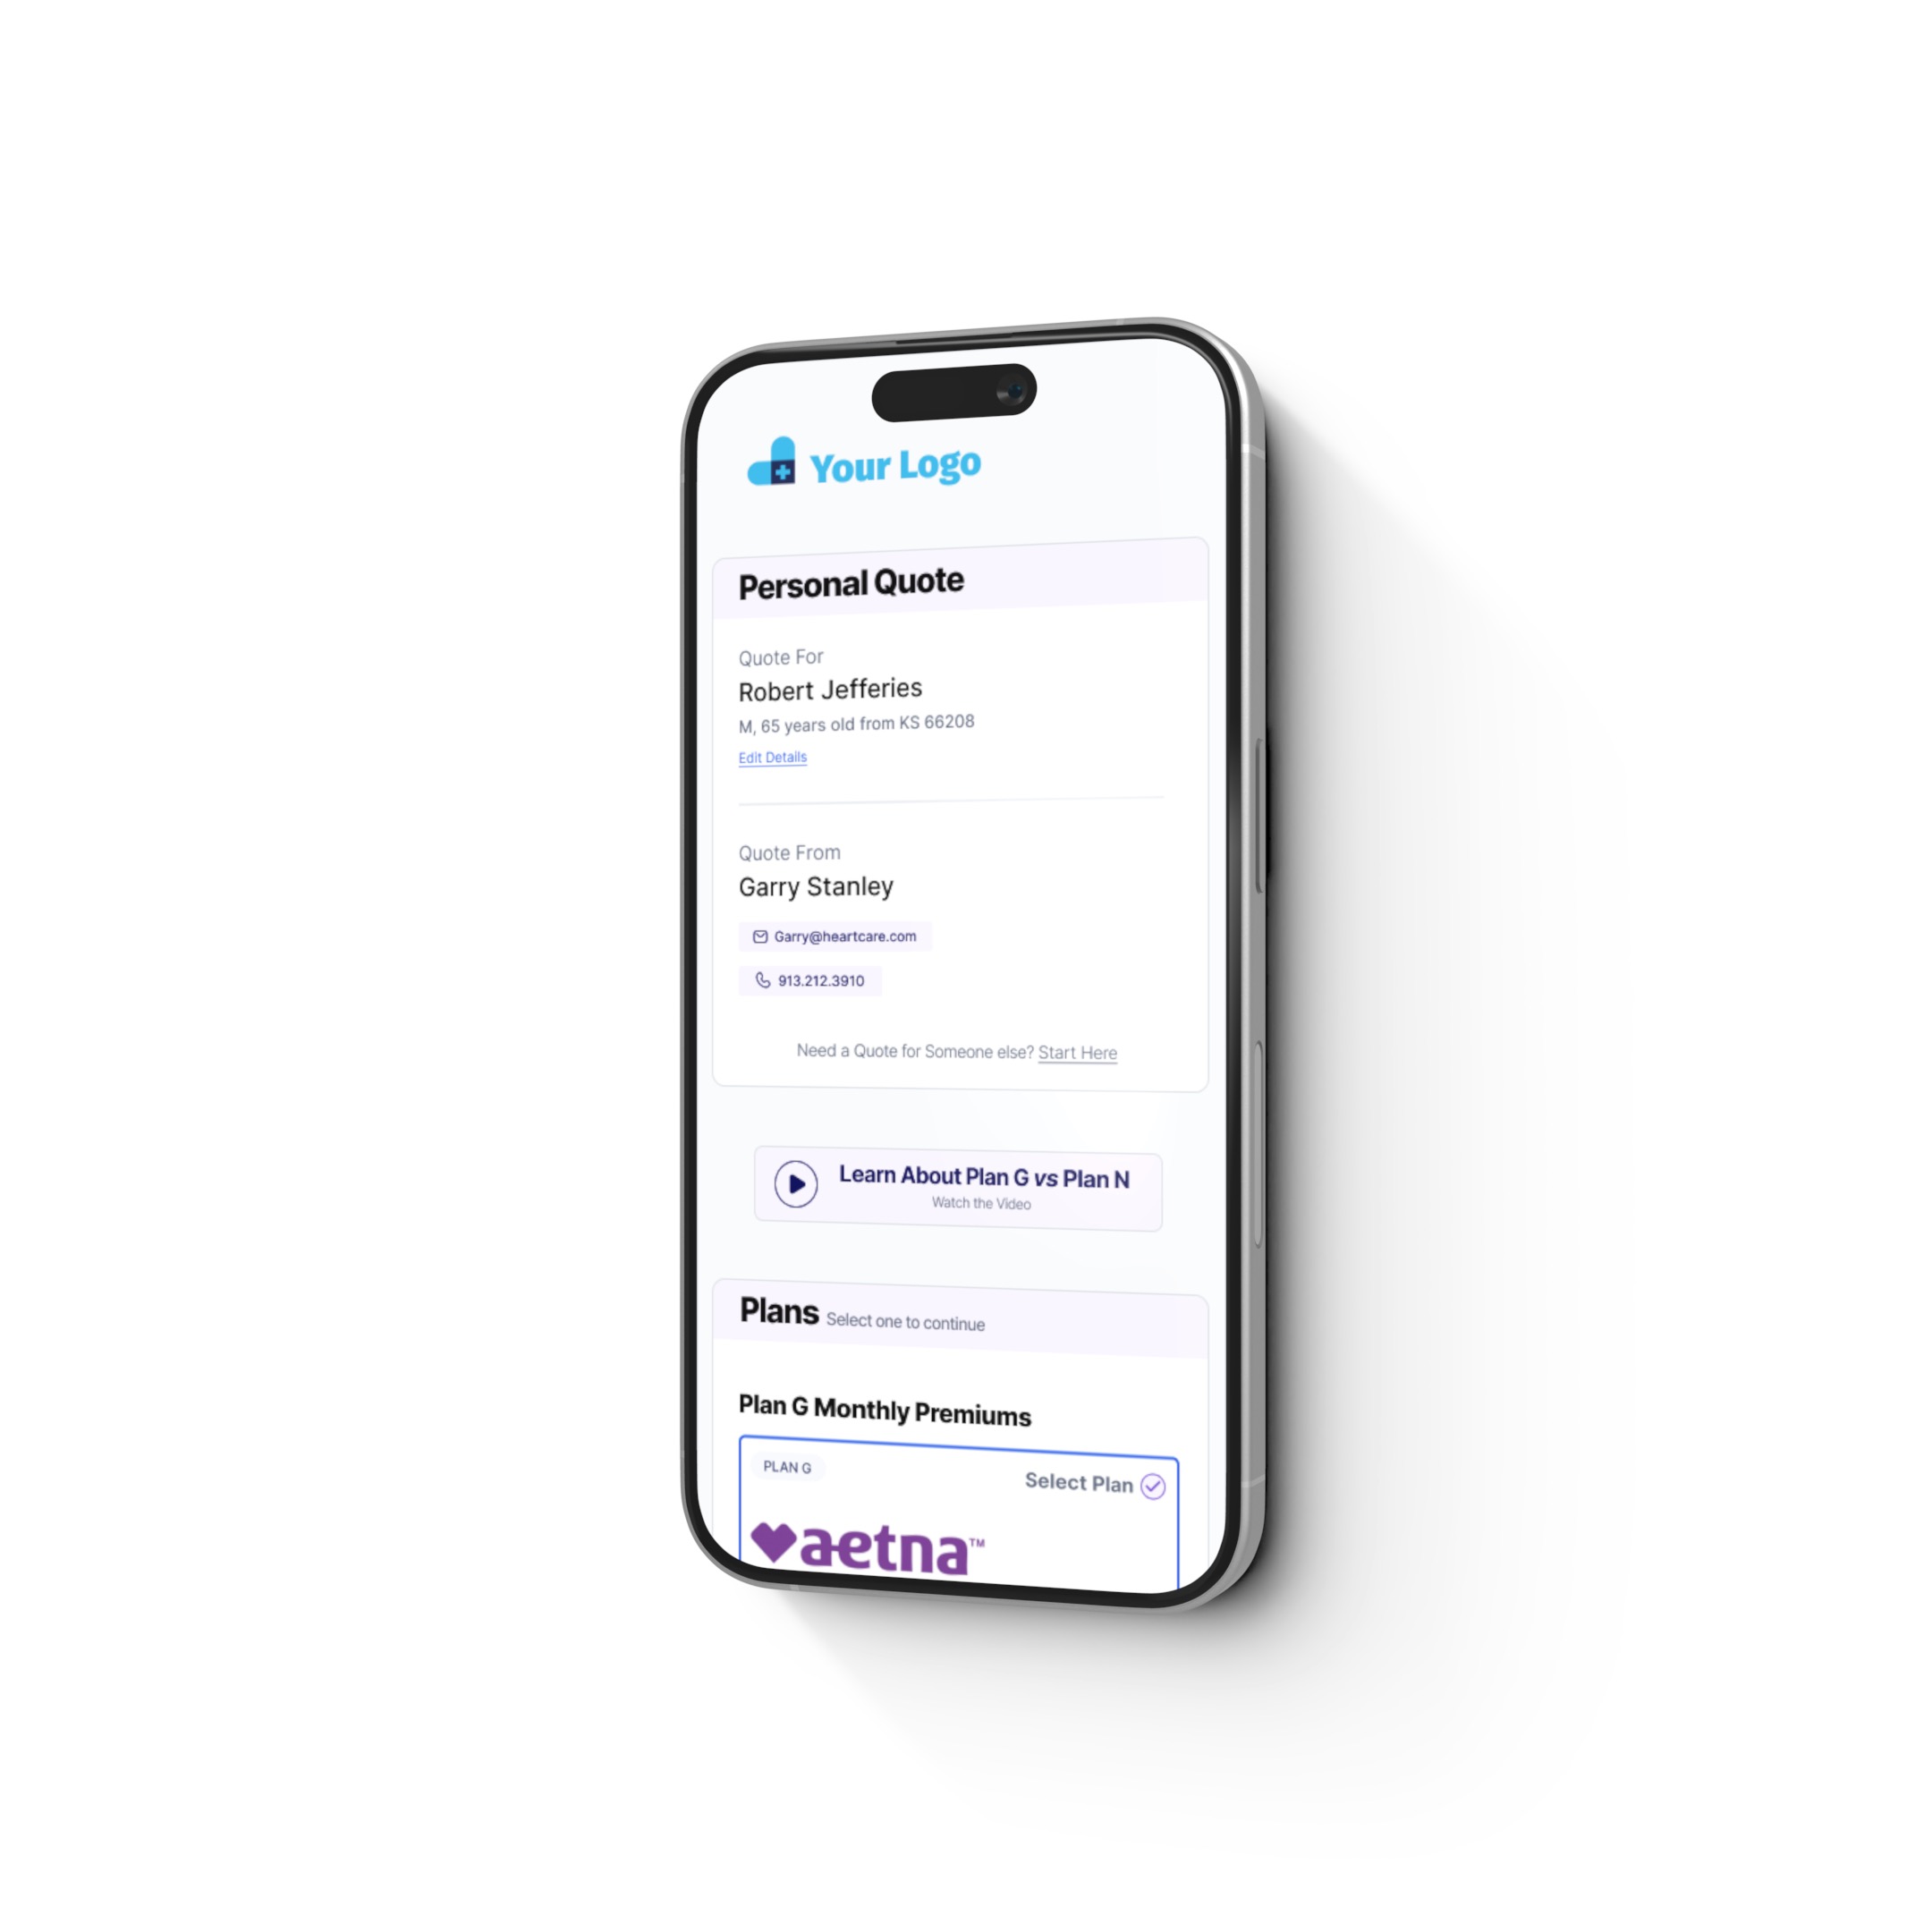 Your Logo
Personal Quote
Quote For
Robert Jefferies
M, 65 years old from KS 66208
Edit Details
Quote From
Garry Stanley
Garry@heartcare.com
913.212.3910
Need a Quote for Someone else? Start Here
Learn About Plan G vs Plan N
Watch the Video
Plans Select one to continue
Plan G Monthly Premiums
PLAN G Select Plan
aetna™